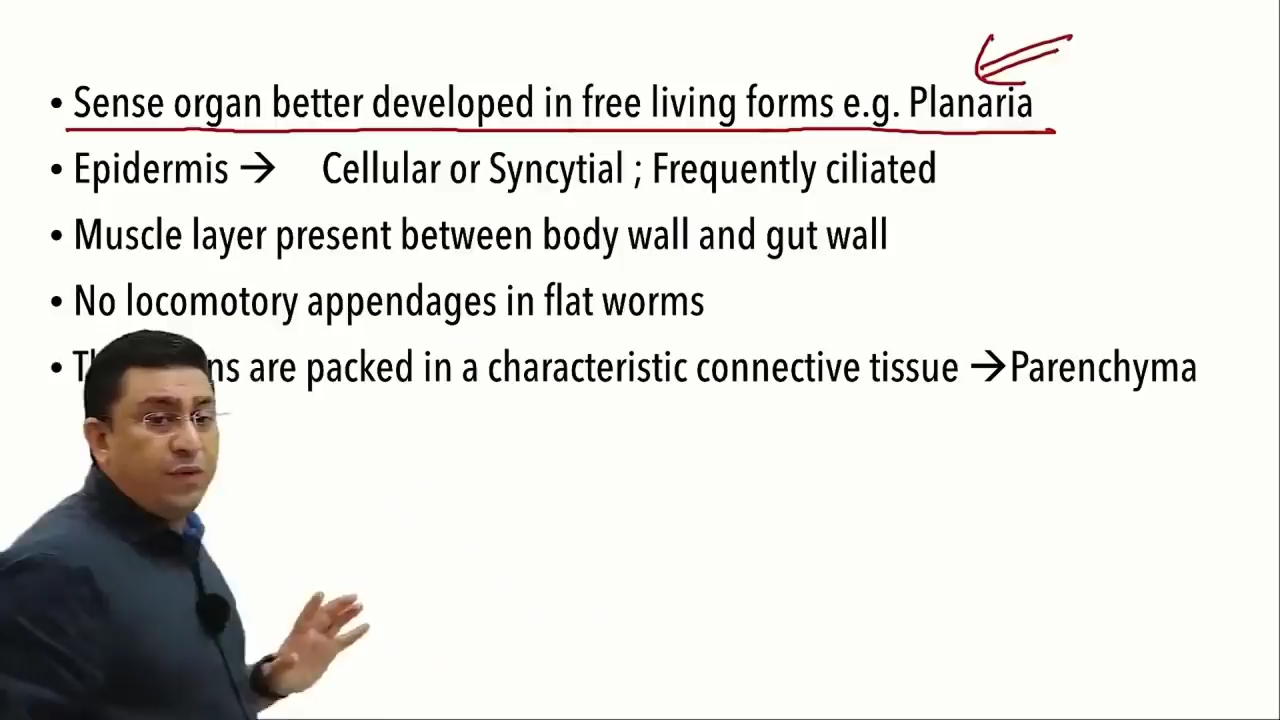 • Sense organ better developed in free living forms e.g. Planaria
• Epidermis → Cellular or Syncytial ; Frequently ciliated
• Muscle layer present between body wall and gut wall
• No locomotory appendages in flat worms
• are packed in a characteristic connective tissue →Parenchyma